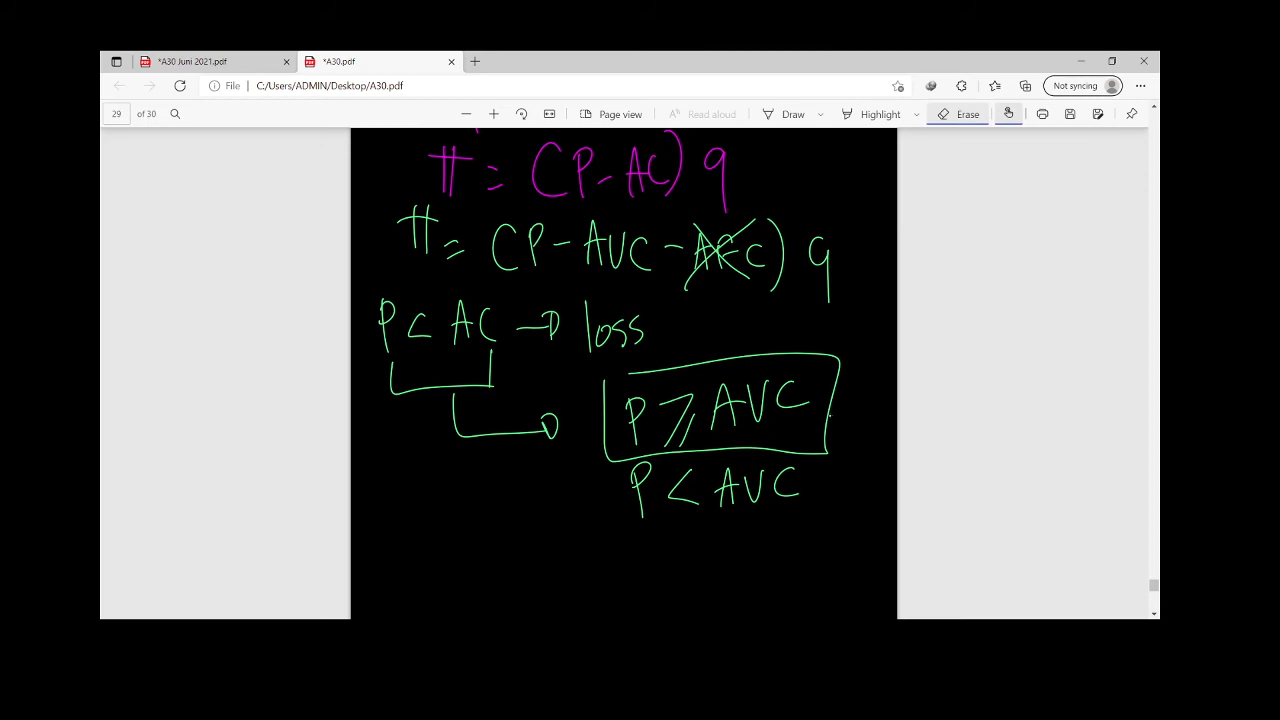 *A30 Juni 2021.pdf
*A30.pdf
File C:/Users/ADMIN/Desktop/A30.pdf
Not syncing
29 of 30
Page view
Read aloud
Draw
Highlight
Erase
π = (P - AC) q
π = (P - AVC - AFC) q
P < AC → loss
P ⩾ AVC
P < AVC